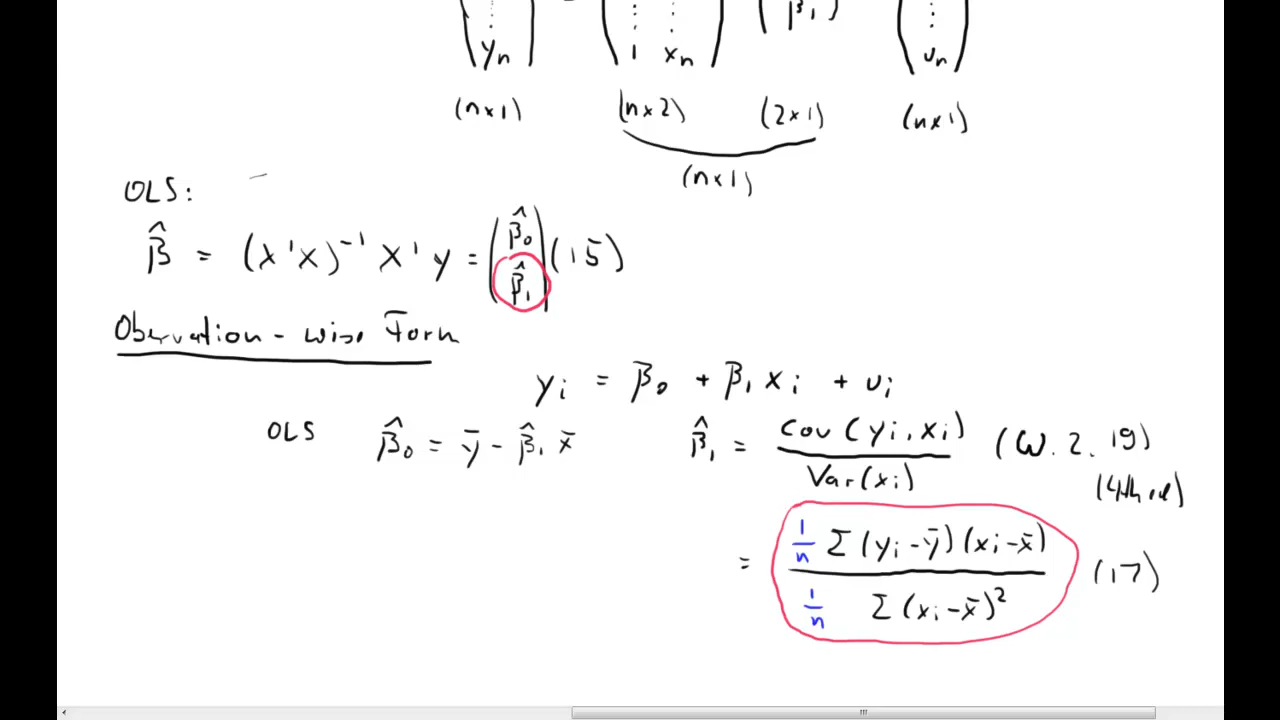 ⋮ ⋮ ⋮ β₁ ⋮
yₙ 1 xₙ uₙ
(n×1) (n×2) (2×1) (n×1)
(n×1)
OLS:
β̂ = (X'X)⁻¹ X'y = (β̂₀ β̂₁) (15)
Observation - wise Form
yᵢ = β₀ + β₁ xᵢ + uᵢ
OLS β̂₀ = ȳ - β̂₁ x̄ β̂₁ = Cov(yᵢ, xᵢ) / Var(xᵢ) (W. 2. 19)
(4th ed)
= 1/n Σ (yᵢ - ȳ)(xᵢ - x̄) / 1/n Σ (xᵢ - x̄)² (17)